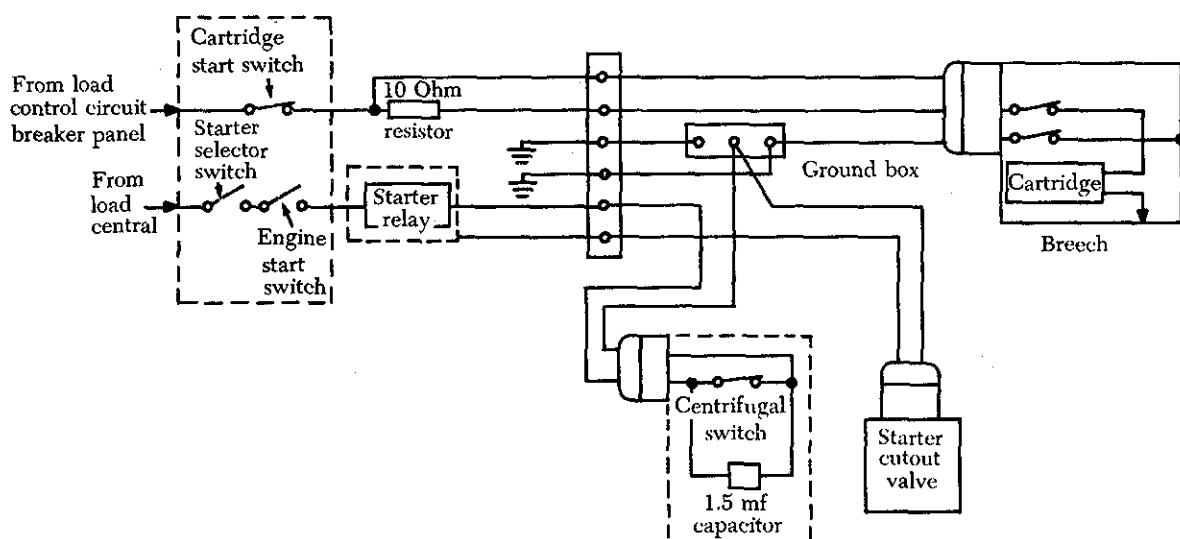 Cartridge
start switch
From load
control circuit
breaker panel
10 Ohm
resistor
Starter
selector
switch
From
load
central
Engine
start
switch
Starter
relay
Ground box
Cartridge
Breech
Centrifugal
switch
1.5 mf
capacitor
Starter
cutout
valve